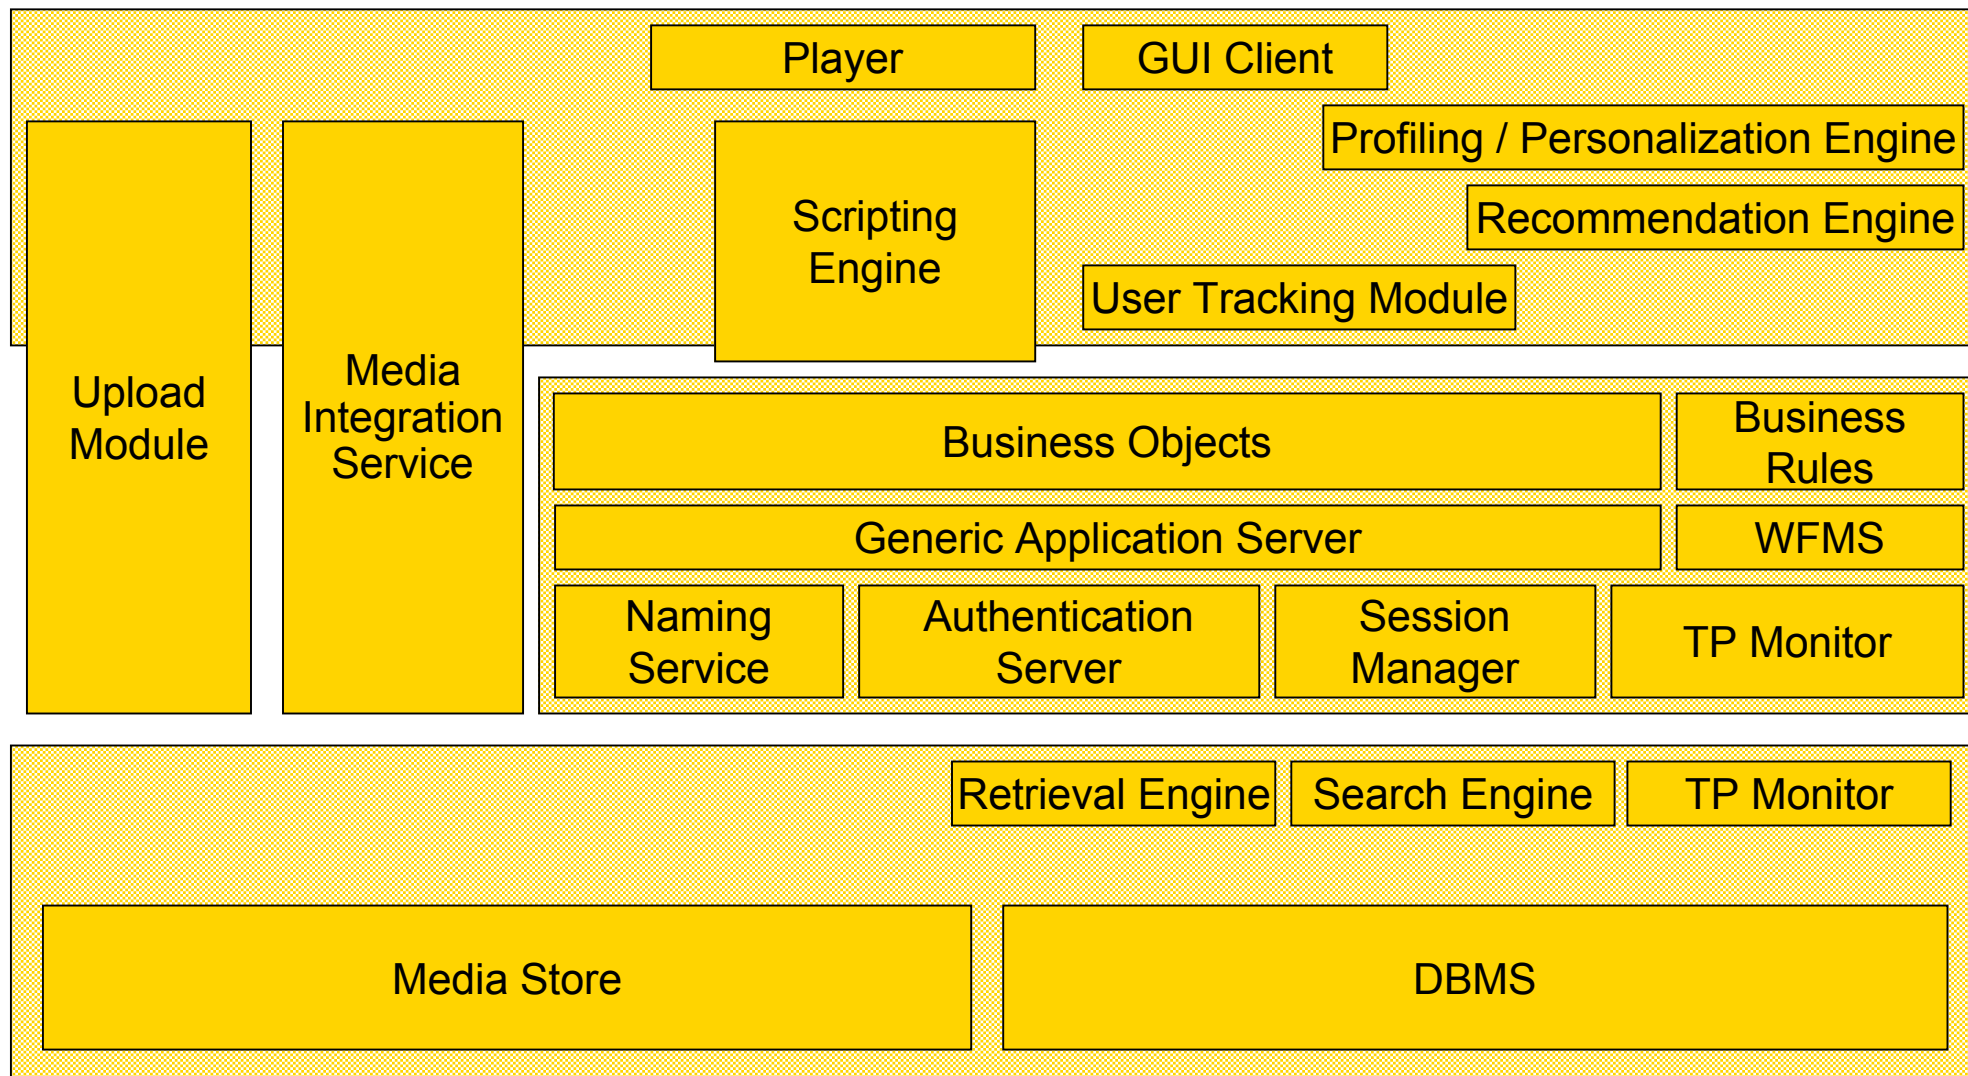 Player
GUI Client
Profiling / Personalization Engine
Scripting
Engine
Recommendation Engine
User Tracking Module
Upload
Module
Media
Integration
Service
Business Objects
Business
Rules
Generic Application Server
WFMS
Naming
Service
Authentication
Server
Session
Manager
TP Monitor
Retrieval Engine
Search Engine
TP Monitor
Media Store
DBMS